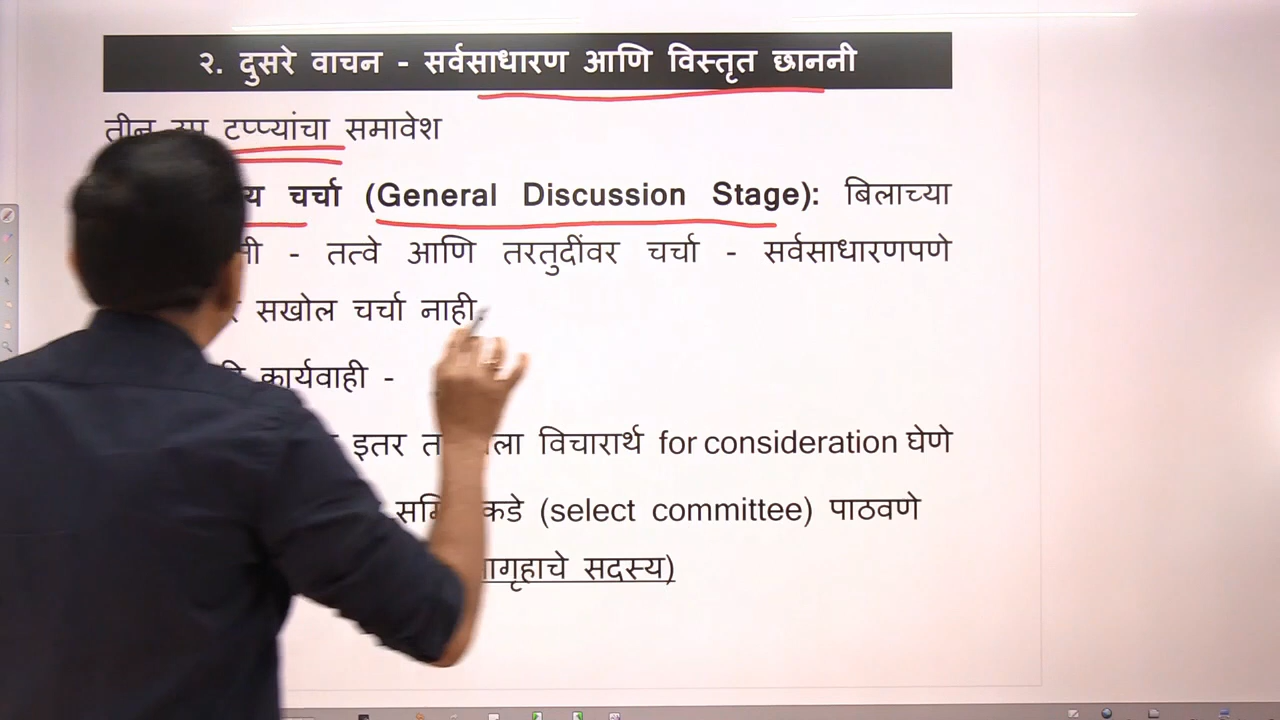 २. दुसरे वाचन - सर्वसाधारण आणि विस्तृत छाननी
तीन उप टप्प्यांचा समावेश
चर्चा (General Discussion Stage): बिलाच्या
- तत्वे आणि तरतुदींवर चर्चा - सर्वसाधारणपणे
सखोल चर्चा नाही.
कार्यवाही -
इतर विचारार्थ for consideration घेणे
(select committee) पाठवणे
सदस्य)